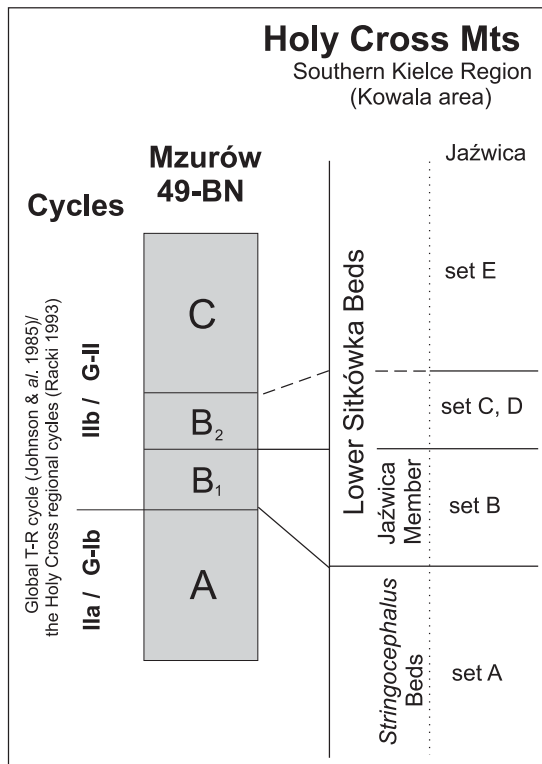 Holy Cross Mts
Southern Kielce Region
(Kowala area)
Jaźwica
Mzurów
49-BN
Cycles
Global T-R cycle (Johnson & al. 1985)/
the Holy Cross regional cycles (Racki 1993)
IIb / G-II
IIa / G-Ib
C
B₂
B₁
A
Lower Sitkówka Beds
Jaźwica
Member
Stringocephalus
Beds
set E
set C, D
set B
set A